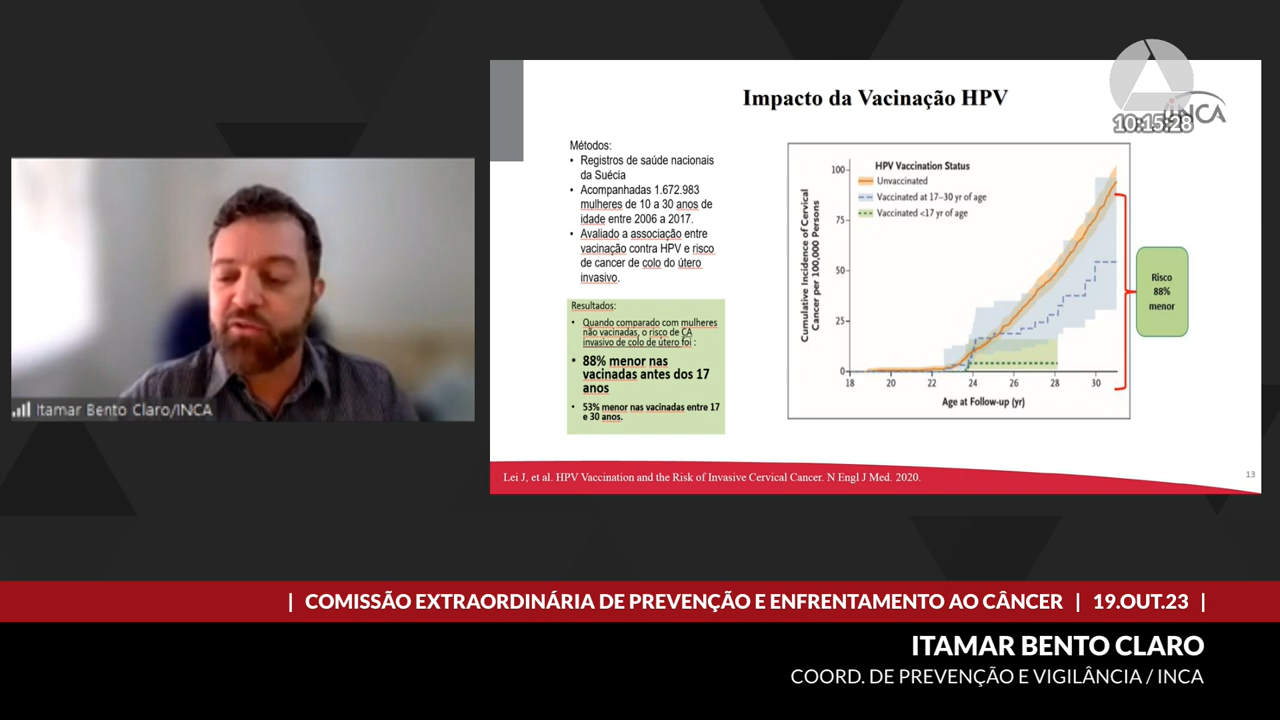 Impacto da Vacinação HPV
INCA
10:15:28
Métodos:
• Registros de saúde nacionais
da Suécia
• Acompanhadas 1.672.983
mulheres de 10 a 30 anos de
idade entre 2006 a 2017.
• Avaliado a associação entre
vacinação contra HPV e risco
de cancer de colo do útero
invasivo.
Resultados:
• Quando comparado com mulheres
não vacinadas, o risco de CA
invasivo de colo de útero foi :
• 88% menor nas
vacinadas antes dos 17
anos
• 53% menor nas vacinadas entre 17
e 30 anos.
HPV Vaccination Status
Unvaccinated
Vaccinated at 17–30 yr of age
Vaccinated <17 yr of age
Cumulative Incidence of Cervical
Cancer per 100,000 Persons
100
75
50
25
0
18 20 22 24 26 28 30
Age at Follow-up (yr)
Risco
88%
menor
Lei J, et al. HPV Vaccination and the Risk of Invasive Cervical Cancer. N Engl J Med. 2020.
13
Itamar Bento Claro/INCA
| COMISSÃO EXTRAORDINÁRIA DE PREVENÇÃO E ENFRENTAMENTO AO CÂNCER | 19.OUT.23 |
ITAMAR BENTO CLARO
COORD. DE PREVENÇÃO E VIGILÂNCIA / INCA